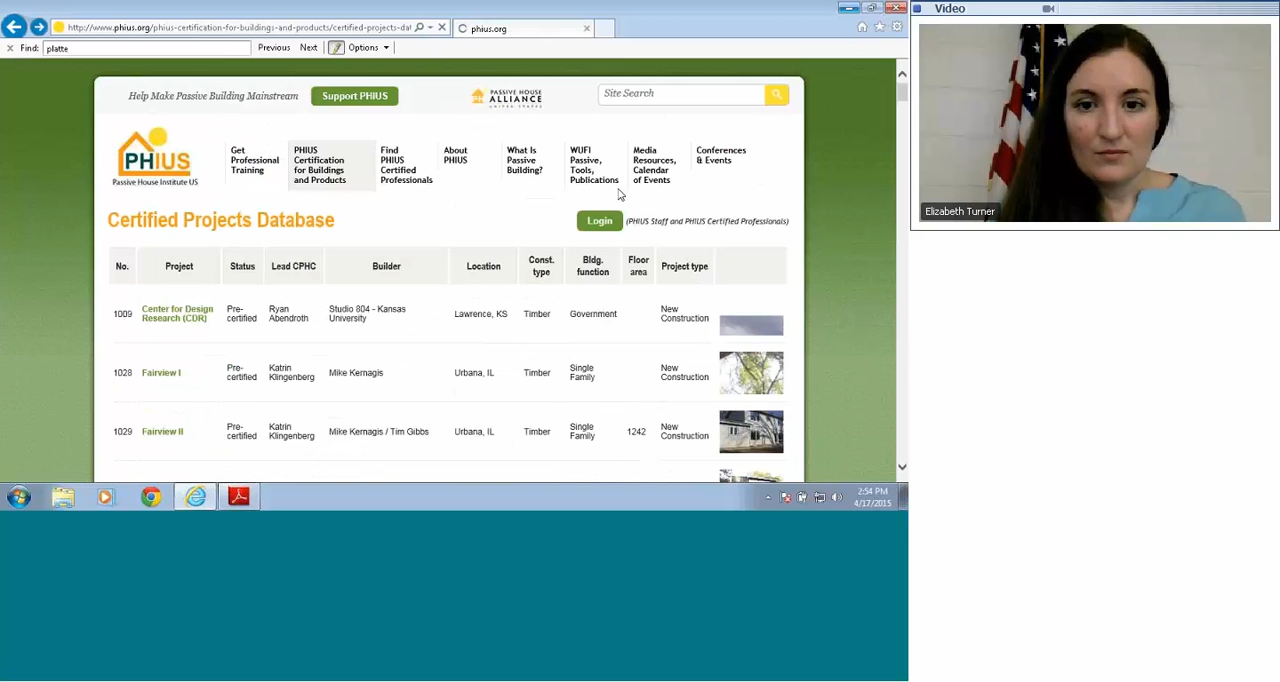 Video
http://www.phius.org/phius-certification-for-buildings-and-products/certified-projects-dat
phius.org
Find:
platte
Previous
Next
Options
Help Make Passive Building Mainstream
Support PHIUS
PASSIVE HOUSE
ALLIANCE
UNITED STATES
Site Search
PHIUS
Passive House Institute US
Get
Professional
Training
PHIUS
Certification
for Buildings
and Products
Find
PHIUS
Certified
Professionals
About
PHIUS
What Is
Passive
Building?
WUFI
Passive,
Tools,
Publications
Media
Resources,
Calendar
of Events
Conferences
& Events
Certified Projects Database
Login
(PHIUS Staff and PHIUS Certified Professionals)
No.
Project
Status
Lead CPHC
Builder
Location
Const.
type
Bldg.
function
Floor
area
Project type
1009
Center for Design
Research (CDR)
Pre-
certified
Ryan
Abendroth
Studio 804 - Kansas
University
Lawrence, KS
Timber
Government
New
Construction
1028
Fairview I
Pre-
certified
Katrin
Klingenberg
Mike Kernagis
Urbana, IL
Timber
Single
Family
New
Construction
1029
Fairview II
Pre-
certified
Katrin
Klingenberg
Mike Kernagis / Tim Gibbs
Urbana, IL
Timber
Single
Family
1242
New
Construction
2:54 PM
4/17/2015
Elizabeth Turner